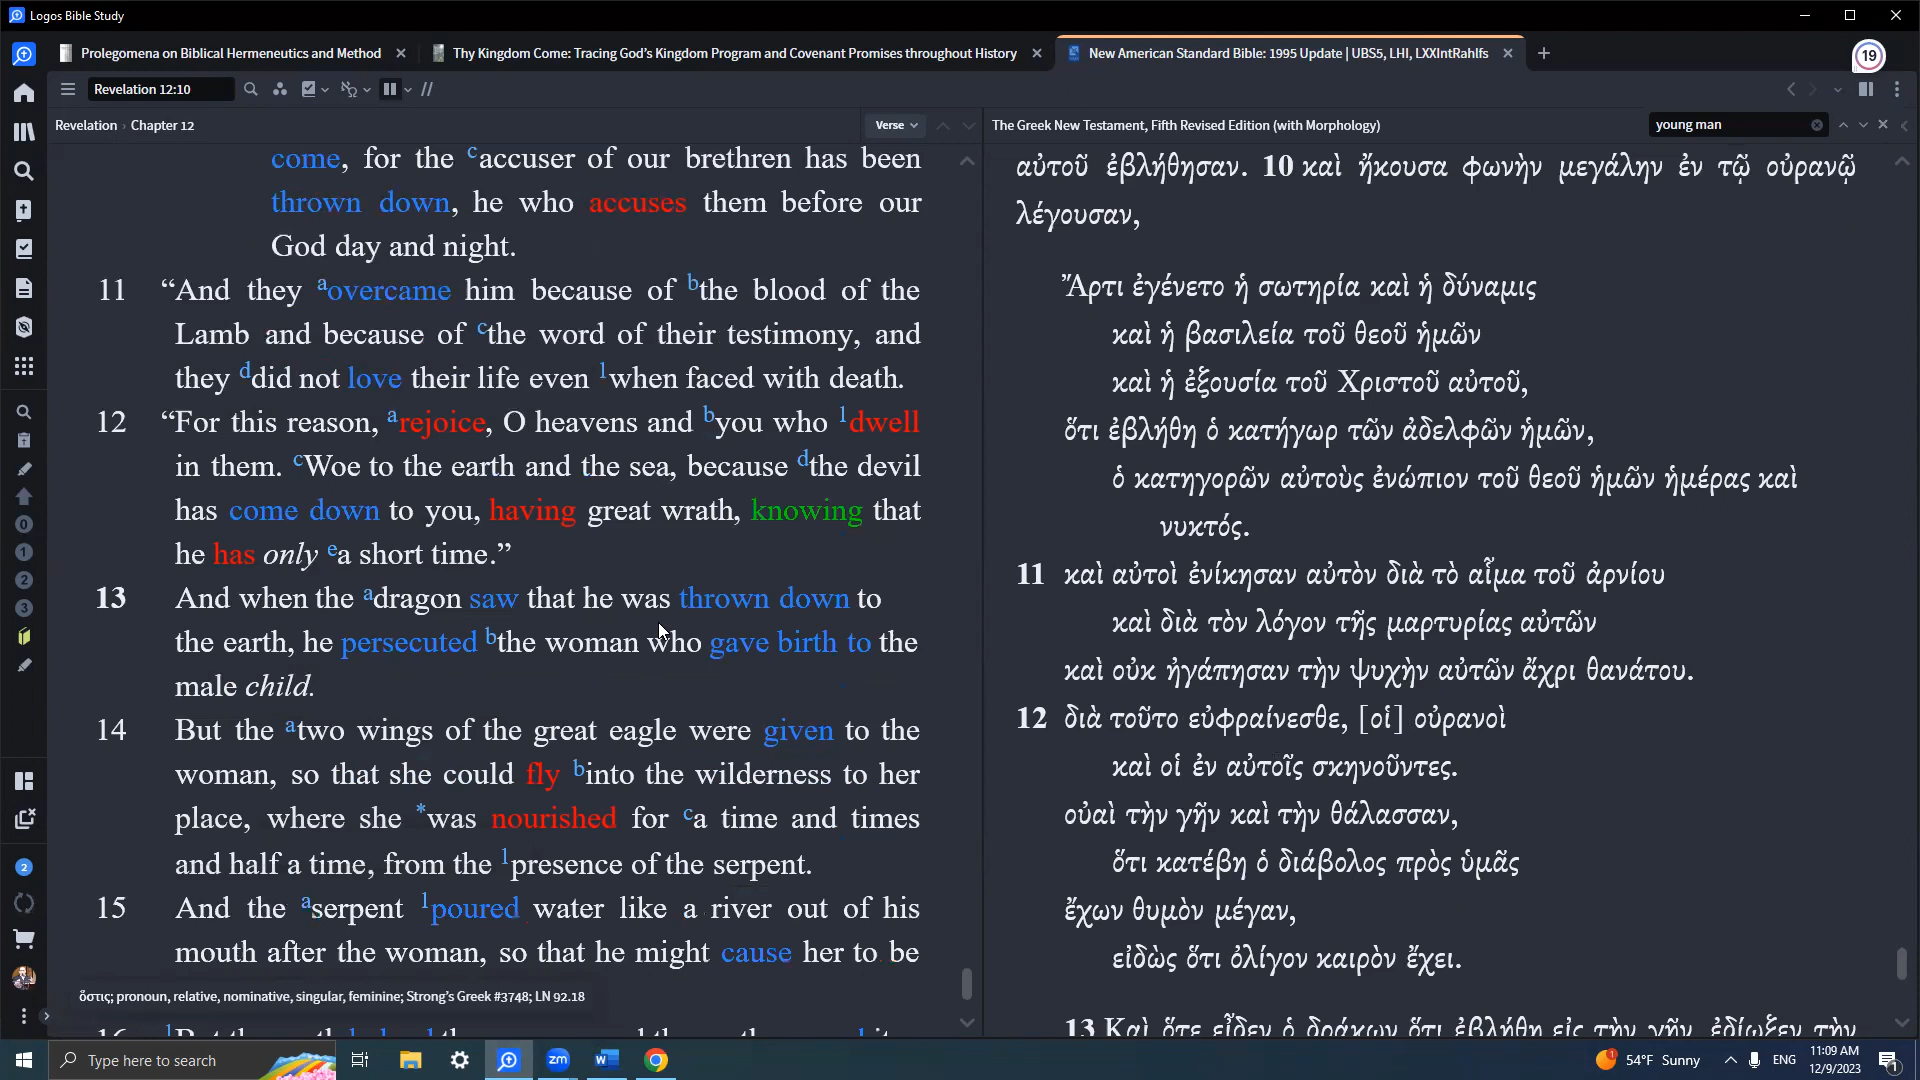 Logos Bible Study
Prolegomena on Biblical Hermeneutics and Method
Thy Kingdom Come: Tracing God's Kingdom Program and Covenant Promises throughout History
New American Standard Bible: 1995 Update | UBS5, LHI, LXXIntRahlfs
19
Revelation 12:10
Revelation › Chapter 12
Verse
The Greek New Testament, Fifth Revised Edition (with Morphology)
young man
come, for the ᶜaccuser of our brethren has been
thrown down, he who accuses them before our
God day and night.
11 “And they ᵃovercame him because of ᵇthe blood of the
Lamb and because of ᶜthe word of their testimony, and
they ᵈdid not love their life even ¹when faced with death.
12 “For this reason, ᵃrejoice, O heavens and ᵇyou who ¹dwell
in them. ᶜWoe to the earth and the sea, because ᵈthe devil
has come down to you, having great wrath, knowing that
he has only ᵉa short time.”
13 And when the ᵃdragon saw that he was thrown down to
the earth, he persecuted ᵇthe woman who gave birth to the
male child.
14 But the ᵃtwo wings of the great eagle were given to the
woman, so that she could fly ᵇinto the wilderness to her
place, where she *was nourished for ᶜa time and times
and half a time, from the ¹presence of the serpent.
15 And the ᵃserpent ¹poured water like a river out of his
mouth after the woman, so that he might cause her to be
ὅστις; pronoun, relative, nominative, singular, feminine; Strong's Greek #3748; LN 92.18
αὐτοῦ ἐβλήθησαν. 10 καὶ ἤκουσα φωνὴν μεγάλην ἐν τῷ οὐρανῷ
λέγουσαν,
Ἄρτι ἐγένετο ἡ σωτηρία καὶ ἡ δύναμις
καὶ ἡ βασιλεία τοῦ θεοῦ ἡμῶν
καὶ ἡ ἐξουσία τοῦ Χριστοῦ αὐτοῦ,
ὅτι ἐβλήθη ὁ κατήγωρ τῶν ἀδελφῶν ἡμῶν,
ὁ κατηγορῶν αὐτοὺς ἐνώπιον τοῦ θεοῦ ἡμῶν ἡμέρας καὶ
νυκτός.
11 καὶ αὐτοὶ ἐνίκησαν αὐτὸν διὰ τὸ αἷμα τοῦ ἀρνίου
καὶ διὰ τὸν λόγον τῆς μαρτυρίας αὐτῶν
καὶ οὐκ ἠγάπησαν τὴν ψυχὴν αὐτῶν ἄχρι θανάτου.
12 διὰ τοῦτο εὐφραίνεσθε, [οἱ] οὐρανοὶ
καὶ οἱ ἐν αὐτοῖς σκηνοῦντες.
οὐαὶ τὴν γῆν καὶ τὴν θάλασσαν,
ὅτι κατέβη ὁ διάβολος πρὸς ὑμᾶς
ἔχων θυμὸν μέγαν,
εἰδὼς ὅτι ὀλίγον καιρὸν ἔχει.
13 Καὶ ὅτε εἶδεν ὁ δράκων ὅτι ἐβλήθη εἰς τὴν γῆν, ἐδίωξεν τὴν
0
1
2
3
2
Type here to search
zm
54°F Sunny
ENG
11:09 AM
12/9/2023